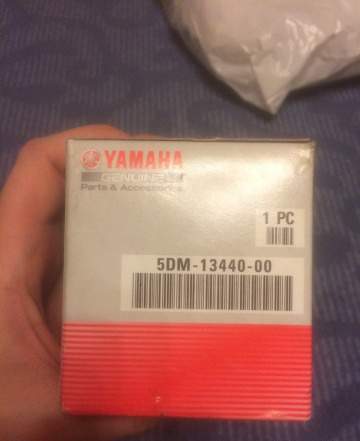 YAMAHA
GENUINE
Parts & Accessories
1 PC
5DM-13440-00